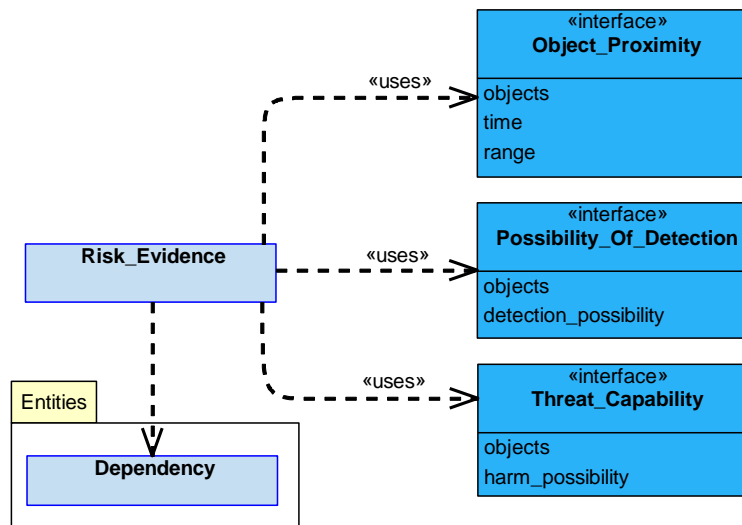 «interface»
Object_Proximity
«uses»
objects
time
range
«interface»
Possibility_Of_Detection
Risk_Evidence
«uses»
objects
detection_possibility
«interface»
Threat_Capability
«uses»
Entities
objects
harm_possibility
Dependency